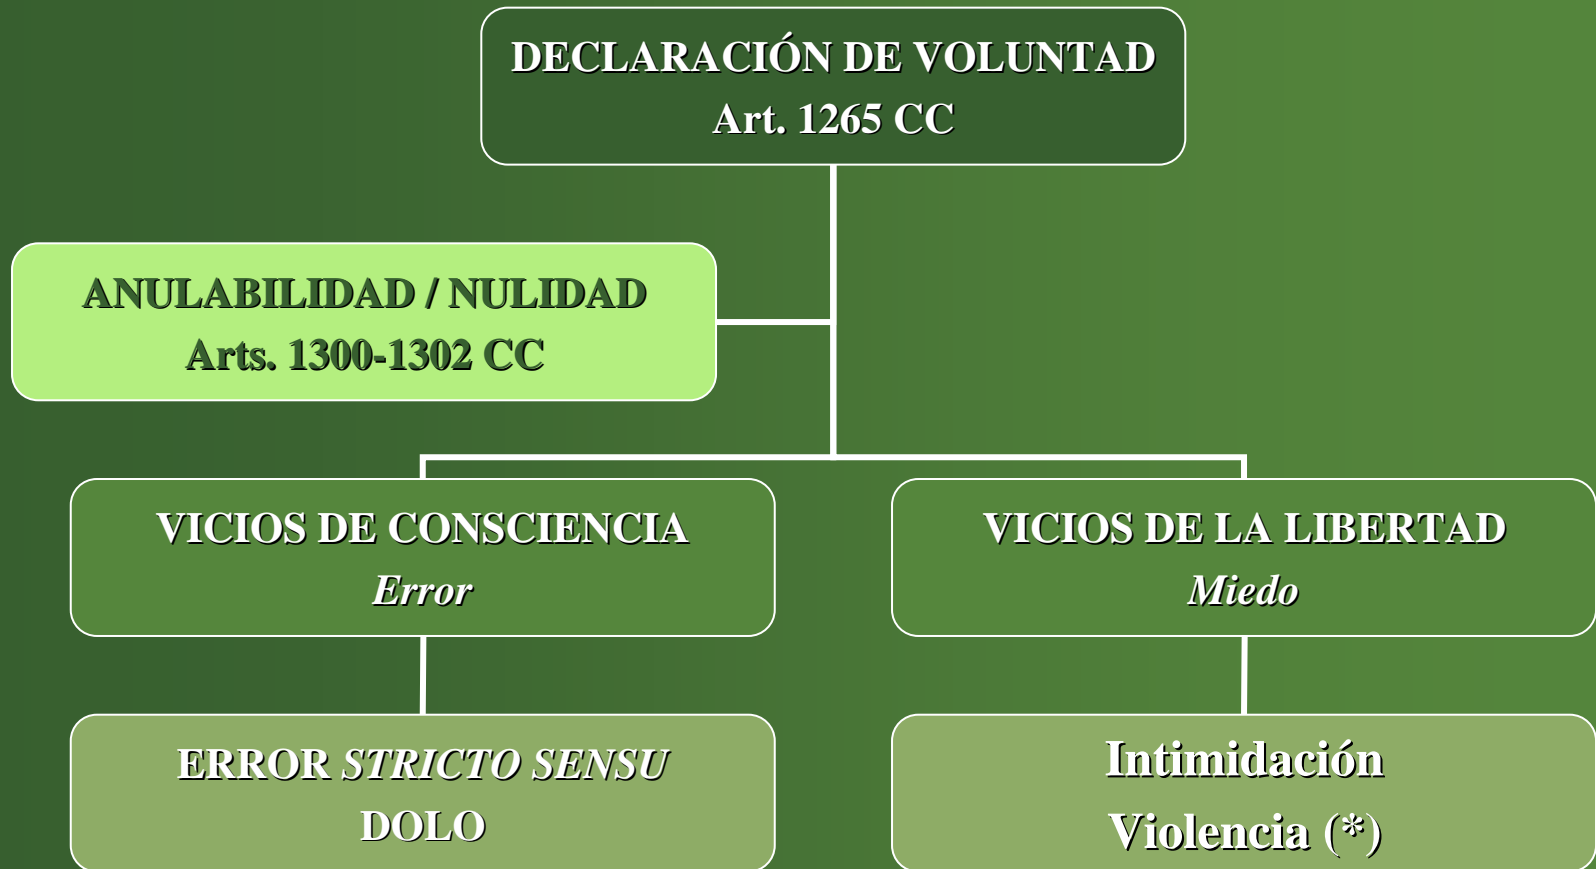 DECLARACIÓN DE VOLUNTAD
Art. 1265 CC
ANULABILIDAD / NULIDAD
Arts. 1300-1302 CC
VICIOS DE CONSCIENCIA
Error
VICIOS DE LA LIBERTAD
Miedo
ERROR STRICTO SENSU
DOLO
Intimidación
Violencia (*)